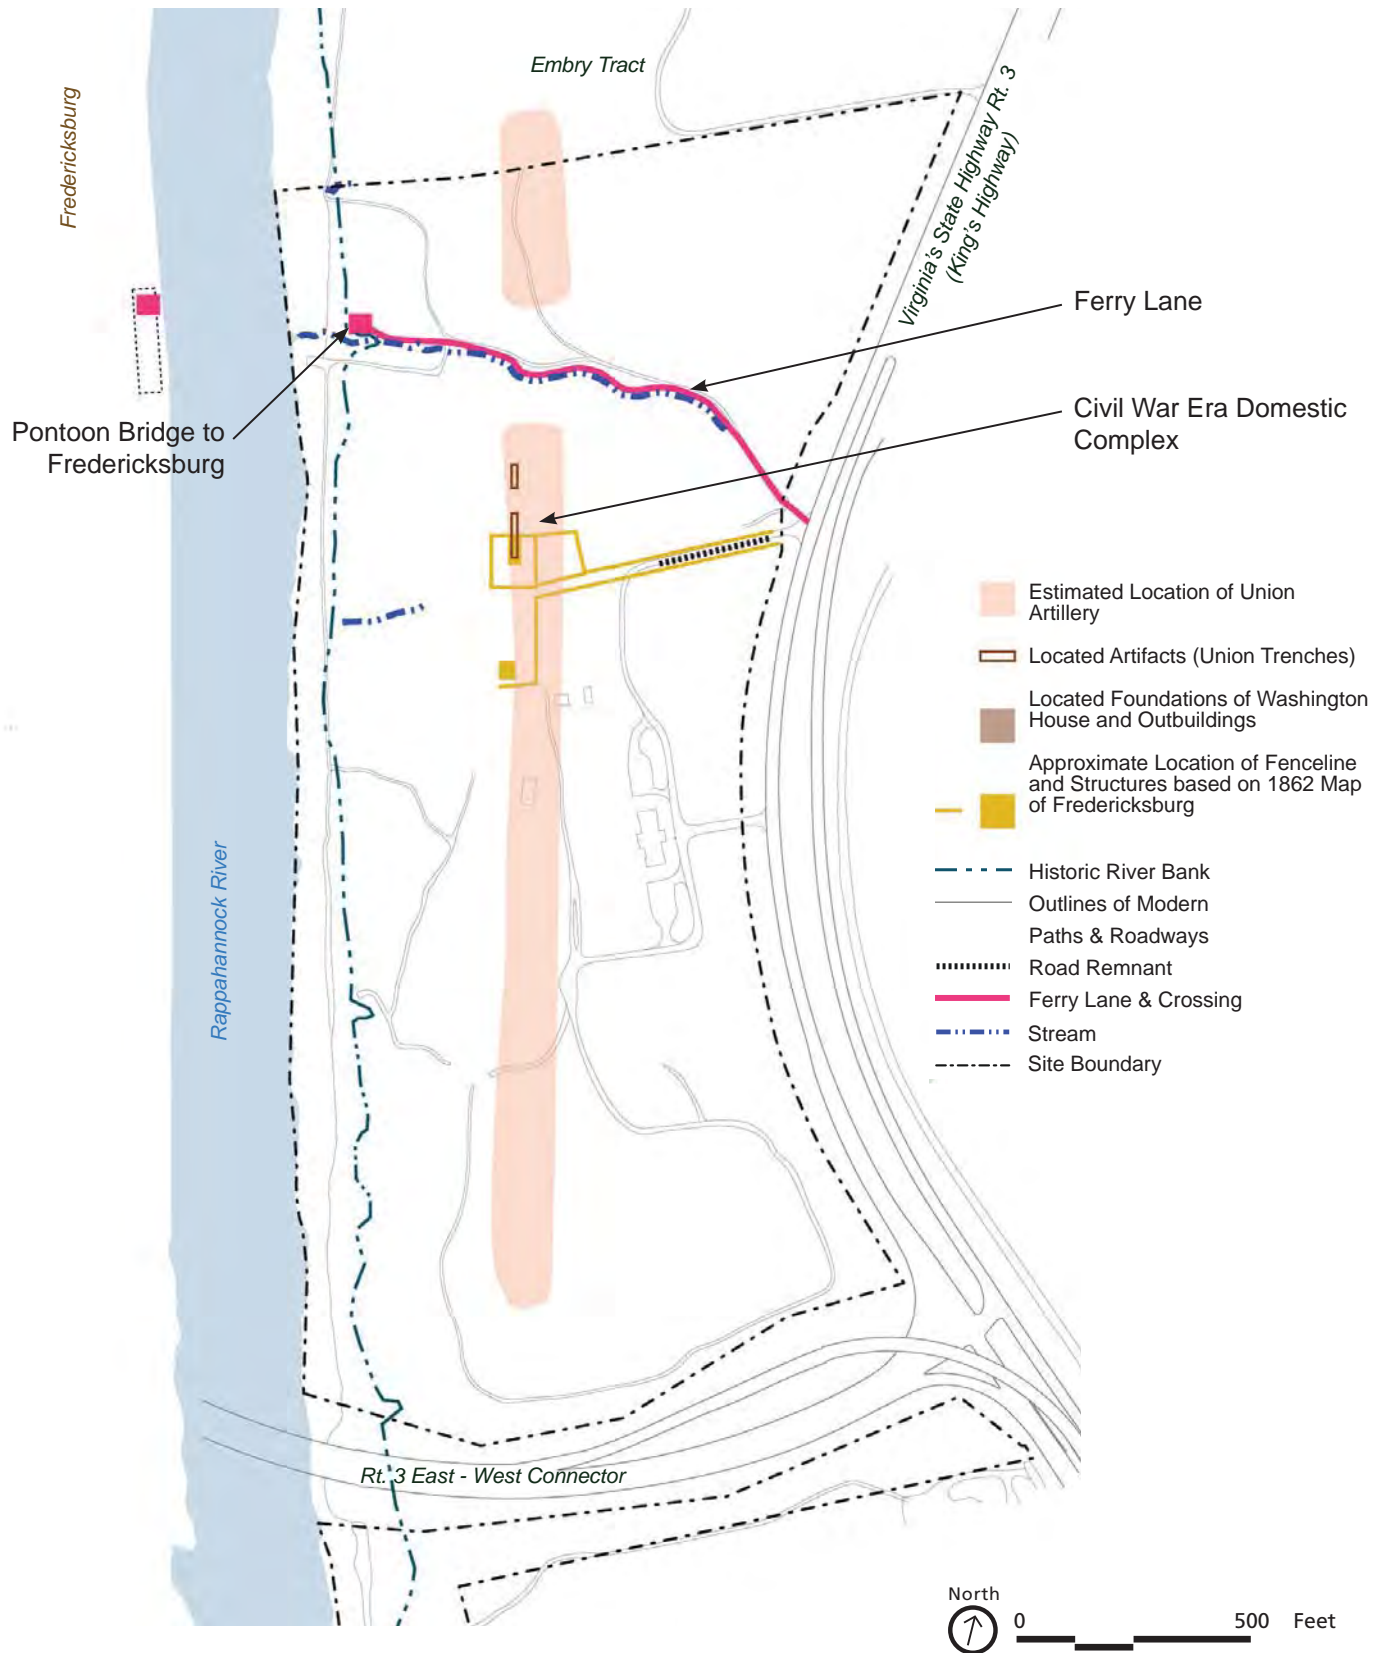 Embry Tract
Fredericksburg
Virginia's State Highway Rt. 3
(King's Highway)
Ferry Lane
Civil War Era Domestic
Complex
Pontoon Bridge to
Fredericksburg
Estimated Location of Union
Artillery
Located Artifacts (Union Trenches)
Located Foundations of Washington
House and Outbuildings
Approximate Location of Fenceline
and Structures based on 1862 Map
of Fredericksburg
Historic River Bank
Outlines of Modern
Paths & Roadways
Road Remnant
Ferry Lane & Crossing
Stream
Site Boundary
Rappahannock River
Rt. 3 East - West Connector
North
0 500 Feet